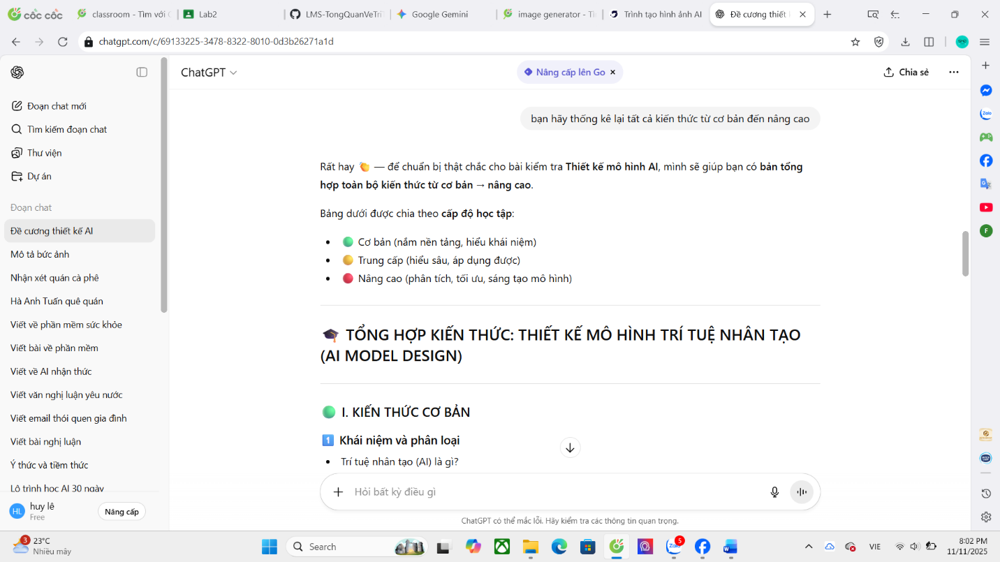 cốc cốc
classroom - Tìm với C
Lab2
LMS-TongQuanVeTri
Google Gemini
image generator - Tì
Trình tạo hình ảnh AI
Đề cương thiết
chatgpt.com/c/69133225-3478-8322-8010-0d3b26271a1d
ChatGPT
Nâng cấp lên Go
Chia sẻ
Đoạn chat mới
Tìm kiếm đoạn chat
Thư viện
Dự án
Đoạn chat
Đề cương thiết kế AI
Mô tả bức ảnh
Nhận xét quán cà phê
Hà Anh Tuấn quê quán
Viết về phần mềm sức khỏe
Viết bài về phần mềm
Viết về AI nhận thức
Viết văn nghị luận yêu nước
Viết email thói quen gia đình
Viết bài nghị luận
Ý thức và tiềm thức
Lộ trình học AI 30 ngày
HL
huy lê
Free
Nâng cấp
bạn hãy thống kê lại tất cả kiến thức từ cơ bản đến nâng cao
Rất hay 👏 — để chuẩn bị thật chắc cho bài kiểm tra Thiết kế mô hình AI, mình sẽ giúp bạn có bản tổng
hợp toàn bộ kiến thức từ cơ bản → nâng cao.
Bảng dưới được chia theo cấp độ học tập:
• 🟢 Cơ bản (nắm nền tảng, hiểu khái niệm)
• 🟡 Trung cấp (hiểu sâu, áp dụng được)
• 🔴 Nâng cao (phân tích, tối ưu, sáng tạo mô hình)
🎓 TỔNG HỢP KIẾN THỨC: THIẾT KẾ MÔ HÌNH TRÍ TUỆ NHÂN TẠO
(AI MODEL DESIGN)
🟢 I. KIẾN THỨC CƠ BẢN
1️⃣ Khái niệm và phân loại
• Trí tuệ nhân tạo (AI) là gì?
Hỏi bất kỳ điều gì
ChatGPT có thể mắc lỗi. Hãy kiểm tra các thông tin quan trọng.
Zalo
F
3
23°C
Nhiều mây
Search
Zalo
5
VIE
8:02 PM
11/11/2025